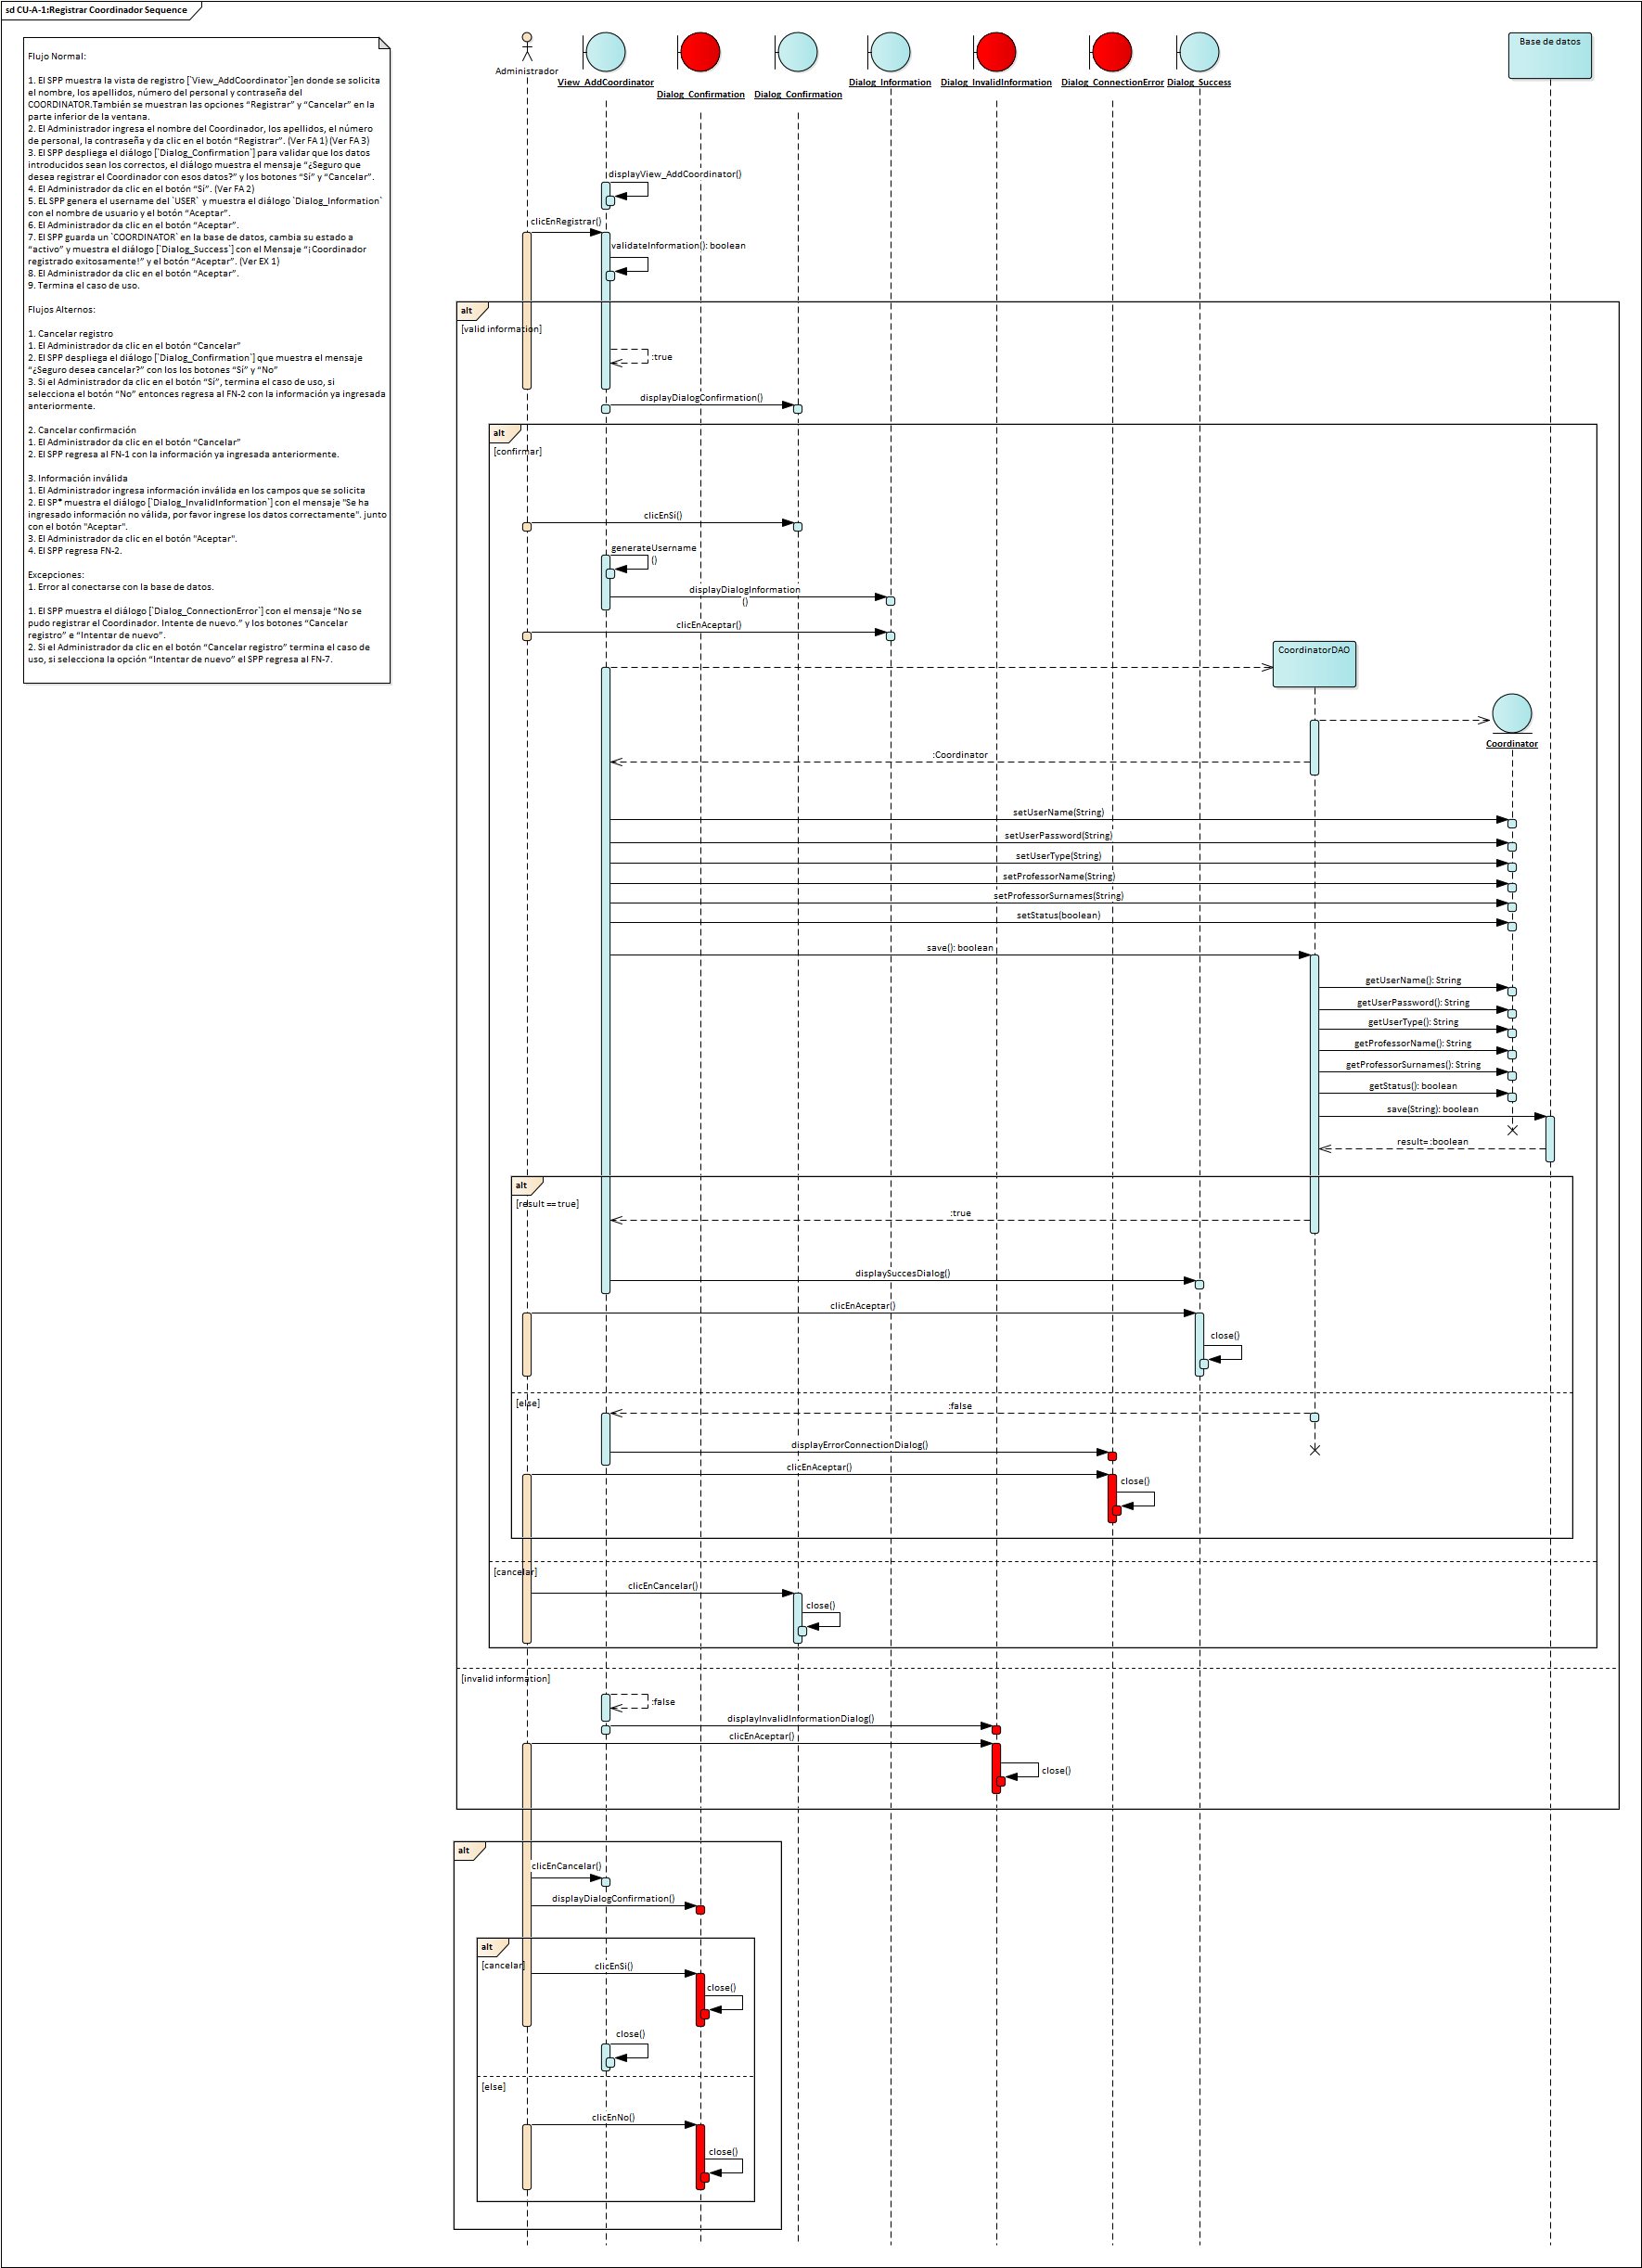 sd CU-A-1:Registrar Coordinador Sequence
Flujo Normal:
1. El SPP muestra la vista de registro [`View_AddCoordinator`]en donde se solicita
el nombre, los apellidos, número del personal y contraseña del
COORDINATOR.También se muestran las opciones “Registrar” y “Cancelar” en la
parte inferior de la ventana.
2. El Administrador ingresa el nombre del Coordinador, los apellidos, el número
de personal, la contraseña y da clic en el botón “Registrar”. (Ver FA 1) (Ver FA 3)
3. El SPP despliega el diálogo [`Dialog_Confirmation`] para validar que los datos
introducidos sean los correctos, el diálogo muestra el mensaje “¿Seguro que
desea registrar el Coordinador con esos datos?” y los botones “Sí” y “Cancelar”.
4. El Administrador da clic en el botón “Sí”. (Ver FA 2)
5. EL SPP genera el username del `USER` y muestra el diálogo `Dialog_Information`
con el nombre de usuario y el botón “Aceptar”.
6. El Administrador da clic en el botón “Aceptar”.
7. El SPP guarda un `COORDINATOR` en la base de datos, cambia su estado a
“activo” y muestra el diálogo [`Dialog_Success`] con el Mensaje “¡Coordinador
registrado exitosamente!” y el botón “Aceptar”. (Ver EX 1)
8. El Administrador da clic en el botón “Aceptar”.
9. Termina el caso de uso.
Flujos Alternos:
1. Cancelar registro
1. El Administrador da clic en el botón “Cancelar”
2. El SPP despliega el diálogo [`Dialog_Confirmation`] que muestra el mensaje
“¿Seguro desea cancelar?” con los los botones “Sí” y “No”
3. Si el Administrador da clic en el botón “Sí”, termina el caso de uso, si
selecciona el botón “No” entonces regresa al FN-2 con la información ya ingresada
anteriormente.
2. Cancelar confirmación
1. El Administrador da clic en el botón “Cancelar”
2. El SPP regresa al FN-1 con la información ya ingresada anteriormente.
3. Información inválida
1. El Administrador ingresa información inválida en los campos que se solicita
2. El SP* muestra el diálogo [`Dialog_InvalidInformation`] con el mensaje "Se ha
ingresado información no válida, por favor ingrese los datos correctamente". junto
con el botón "Aceptar".
3. El Administrador da clic en el botón "Aceptar".
4. El SPP regresa FN-2.
Excepciones:
1. Error al conectarse con la base de datos.
1. El SPP muestra el diálogo [`Dialog_ConnectionError`] con el mensaje “No se
pudo registrar el Coordinador. Intente de nuevo.” y los botones “Cancelar
registro” e “Intentar de nuevo”.
2. Si el Administrador da clic en el botón “Cancelar registro” termina el caso de
uso, si selecciona la opción “Intentar de nuevo” el SPP regresa al FN-7.
Administrador
View_AddCoordinator
Dialog_Confirmation
Dialog_Confirmation
Dialog_Information
Dialog_InvalidInformation
Dialog_ConnectionError
Dialog_Success
Base de datos
displayView_AddCoordinator()
clicEnRegistrar()
validateInformation(): boolean
alt
[valid information]
:true
displayDialogConfirmation()
alt
[confirmar]
clicEnSí()
generateUsername
()
displayDialogInformation
()
clicEnAceptar()
CoordinatorDAO
Coordinator
:Coordinator
setUserName(String)
setUserPassword(String)
setUserType(String)
setProfessorName(String)
setProfessorSurnames(String)
setStatus(boolean)
save(): boolean
getUserName(): String
getUserPassword(): String
getUserType(): String
getProfessorName(): String
getProfessorSurnames(): String
getStatus(): boolean
save(String): boolean
result= :boolean
alt
[result == true]
:true
displaySuccesDialog()
clicEnAceptar()
close()
[else]
:false
displayErrorConnectionDialog()
clicEnAceptar()
close()
[cancelar]
clicEnCancelar()
close()
[invalid information]
:false
displayInvalidInformationDialog()
clicEnAceptar()
close()
alt
clicEnCancelar()
displayDialogConfirmation()
alt
[cancelar]
clicEnSi()
close()
close()
[else]
clicEnNo()
close()